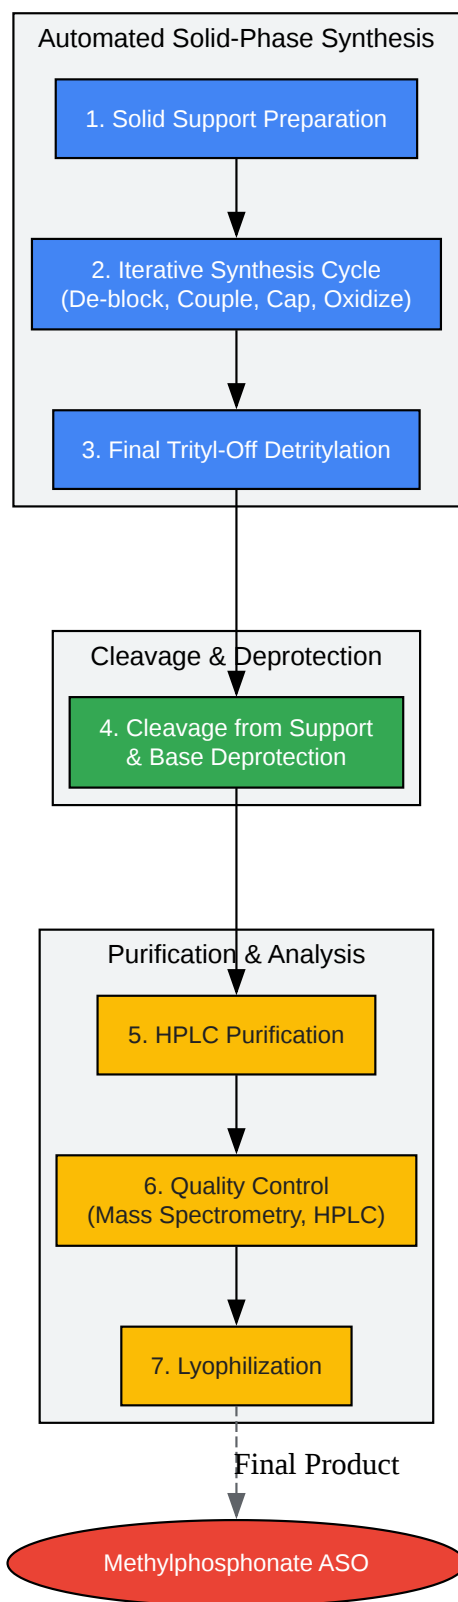 Automated Solid-Phase Synthesis
1. Solid Support Preparation
2. Iterative Synthesis Cycle
(De-block, Couple, Cap, Oxidize)
3. Final Trityl-Off Detritylation
Cleavage & Deprotection
4. Cleavage from Support
& Base Deprotection
Purification & Analysis
5. HPLC Purification
6. Quality Control
(Mass Spectrometry, HPLC)
7. Lyophilization
Final Product
Methylphosphonate ASO